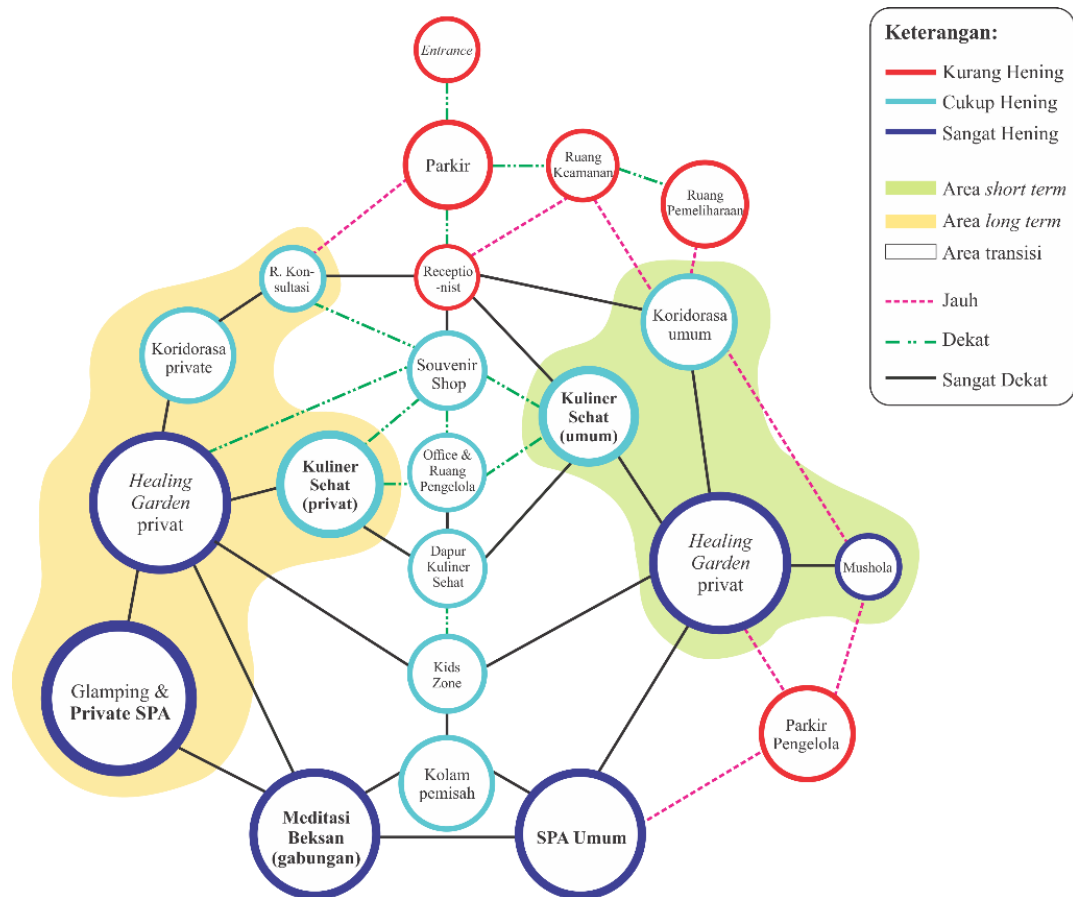 Entrance
Parkir
Ruang
Keamanan
Ruang
Pemeliharaan
R. Kon-
sultasi
Receptio
-nist
Koridorasa
umum
Koridorasa
private
Souvenir
Shop
Kuliner
Sehat
(umum)
Healing
Garden
privat
Kuliner
Sehat
(privat)
Office &
Ruang
Pengelola
Dapur
Kuliner
Sehat
Healing
Garden
privat
Mushola
Glamping &
Private SPA
Kids
Zone
Parkir
Pengelola
Kolam
pemisah
Meditasi
Beksan
(gabungan)
SPA Umum
Keterangan:
Kurang Hening
Cukup Hening
Sangat Hening
Area short term
Area long term
Area transisi
Jauh
Dekat
Sangat Dekat